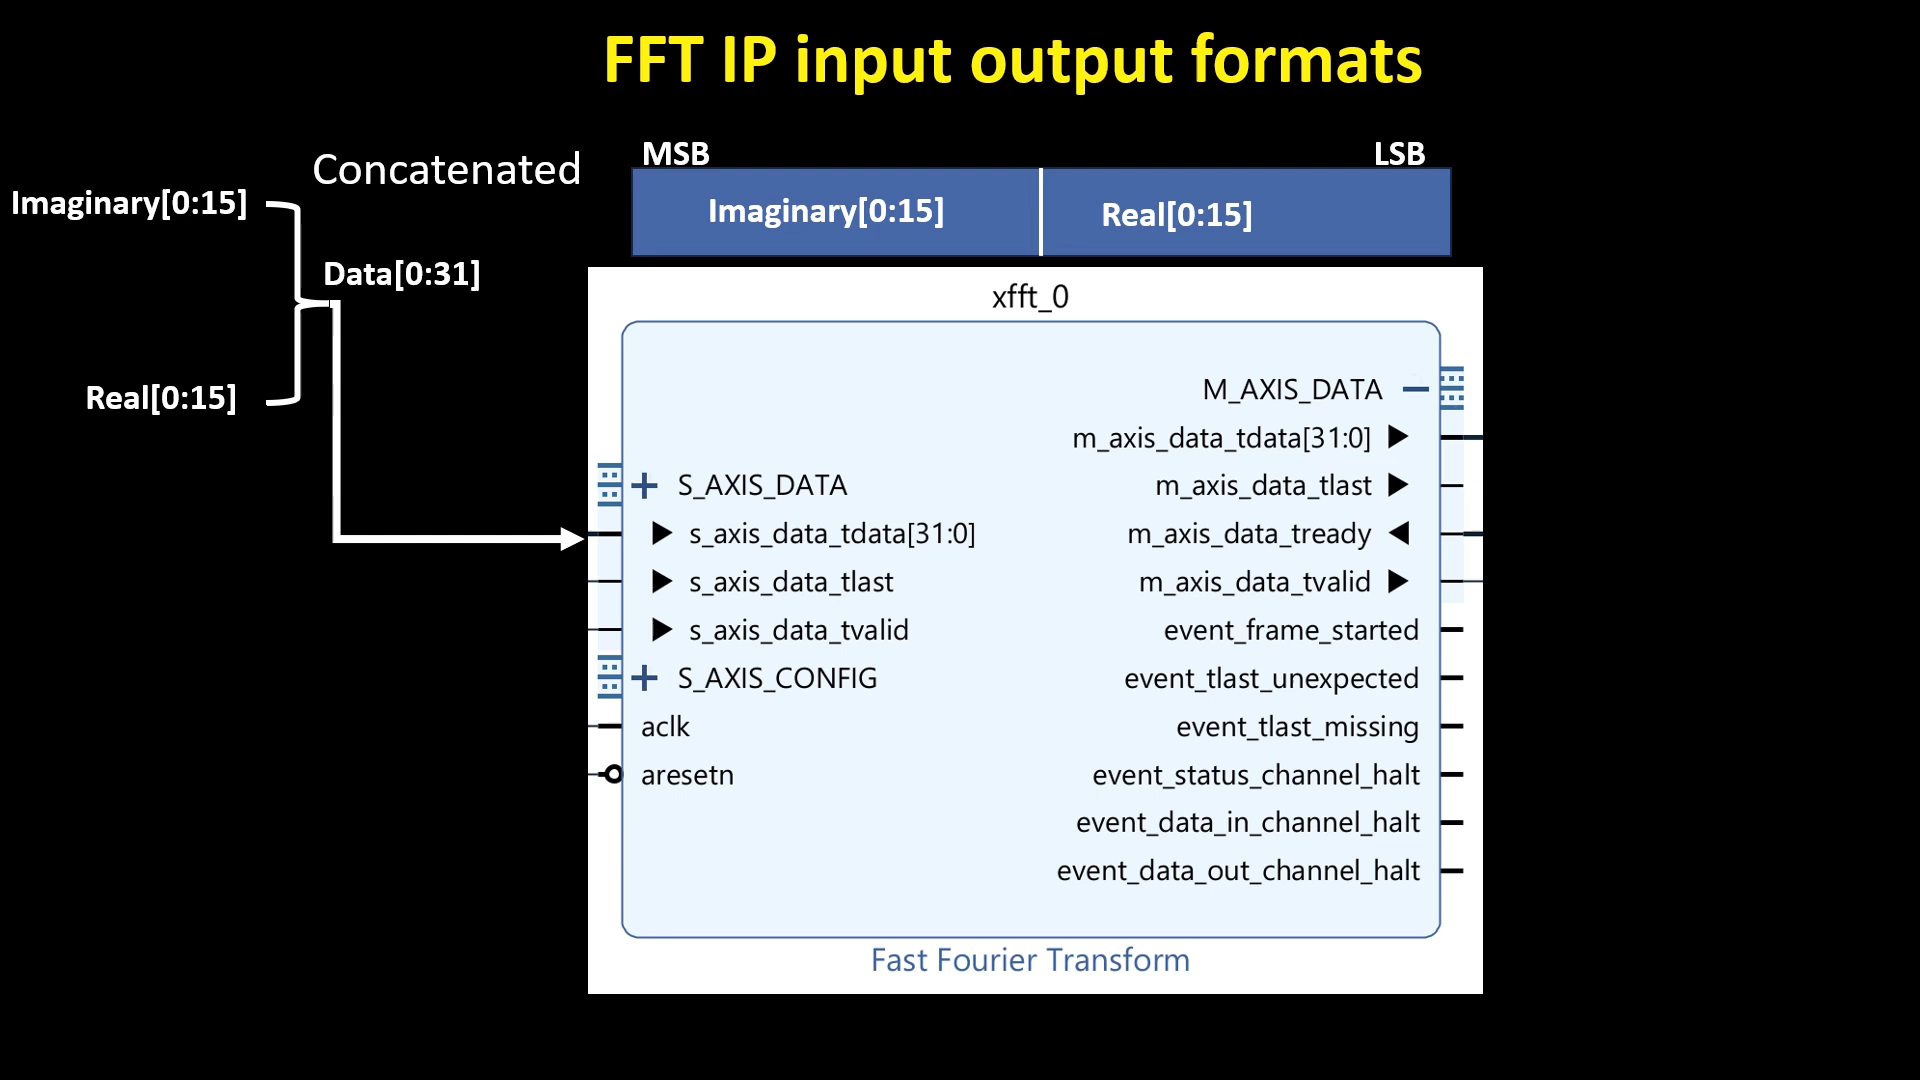 FFT IP input output formats
Concatenated
MSB
LSB
Imaginary[0:15]
Imaginary[0:15]
Real[0:15]
Data[0:31]
Real[0:15]
xfft_0
M_AXIS_DATA
m_axis_data_tdata[31:0]
S_AXIS_DATA
m_axis_data_tlast
s_axis_data_tdata[31:0]
m_axis_data_tready
s_axis_data_tlast
m_axis_data_tvalid
s_axis_data_tvalid
event_frame_started
S_AXIS_CONFIG
event_tlast_unexpected
aclk
event_tlast_missing
aresetn
event_status_channel_halt
event_data_in_channel_halt
event_data_out_channel_halt
Fast Fourier Transform